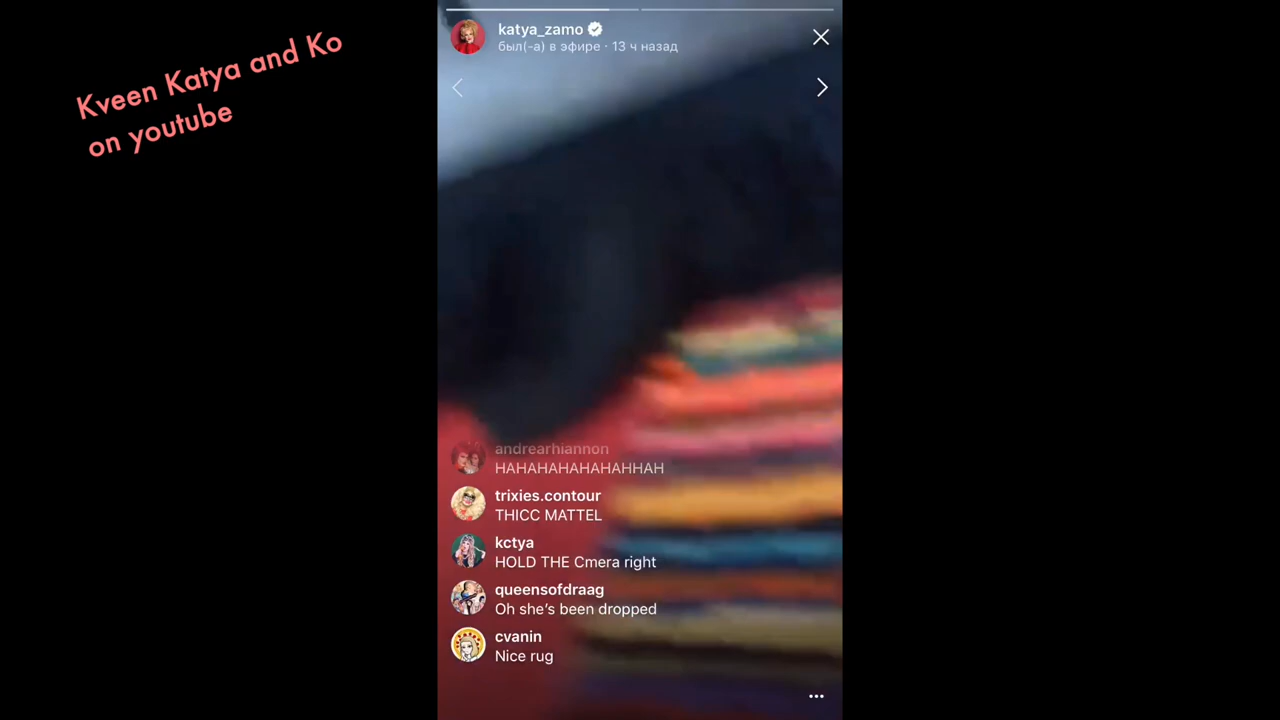 Kveen Katya and Ko
on youtube
katya_zamo
был(-а) в эфире · 13 ч назад
andrearhiannon
HAHAHAHAHAHAHHAH
trixies.contour
THICC MATTEL
kctya
HOLD THE Cmera right
queensofdraag
Oh she’s been dropped
cvanin
Nice rug